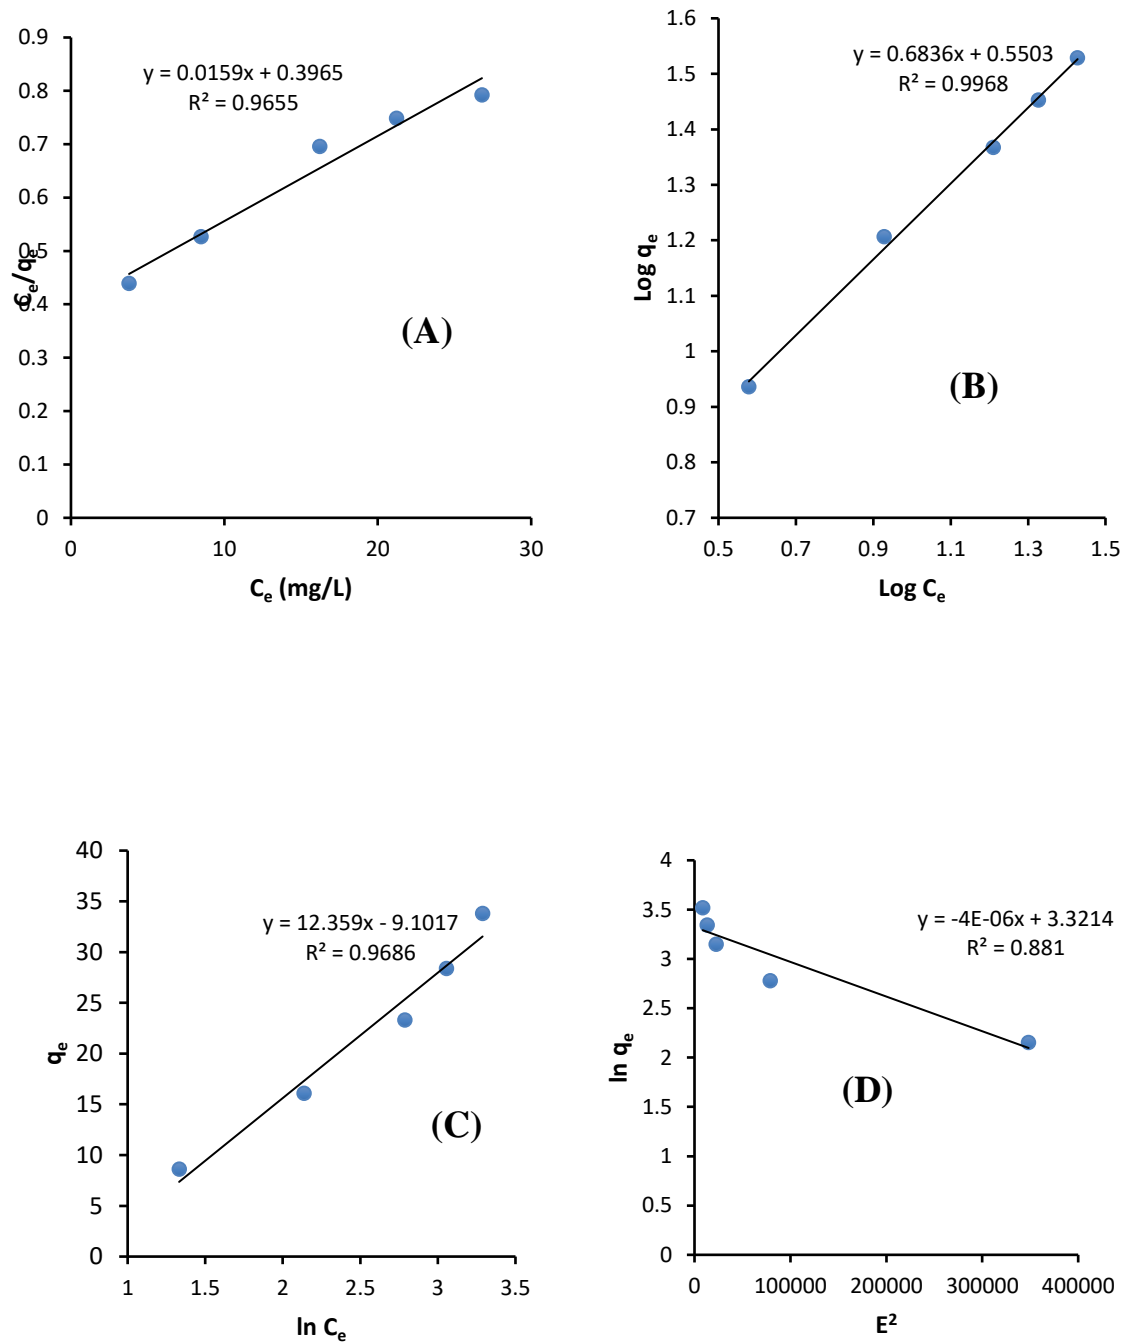 y = 0.0159x + 0.3965
R² = 0.9655
0.9
0.8
0.7
0.6
0.5
0.4
0.3
0.2
0.1
0
Cₑ/qₑ
(A)
0 10 20 30
Cₑ (mg/L)
y = 0.6836x + 0.5503
R² = 0.9968
1.6
1.5
1.4
1.3
1.2
1.1
1
0.9
0.8
0.7
Log qₑ
(B)
0.5 0.7 0.9 1.1 1.3 1.5
Log Cₑ
y = 12.359x - 9.1017
R² = 0.9686
40
35
30
25
20
15
10
5
0
qₑ
(C)
1 1.5 2 2.5 3 3.5
ln Cₑ
y = -4E-06x + 3.3214
R² = 0.881
4
3.5
3
2.5
2
1.5
1
0.5
0
ln qₑ
(D)
0 100000 200000 300000 400000
E²